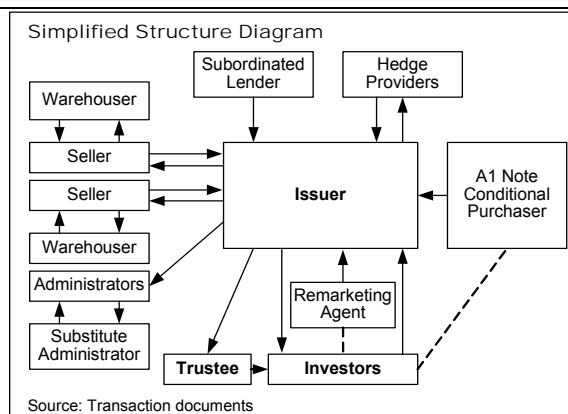 Simplified Structure Diagram
Subordinated
Lender
Hedge
Providers
Warehouser
Seller
Seller
Warehouser
Issuer
A1 Note
Conditional
Purchaser
Administrators
Substitute
Administrator
Remarketing
Agent
Trustee
Investors
Source: Transaction documents